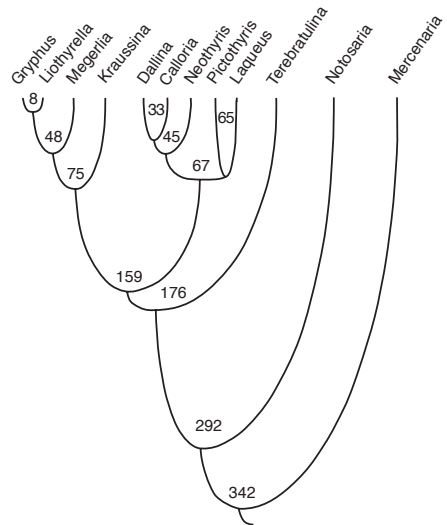 Gryphus
Liothyrella
Megerlia
Kraussina
Dallina
Calloria
Neothyris
Pictothyris
Laqueus
Terebratulina
Notosaria
Mercenaria
8
33
65
48
45
67
75
159
176
292
342